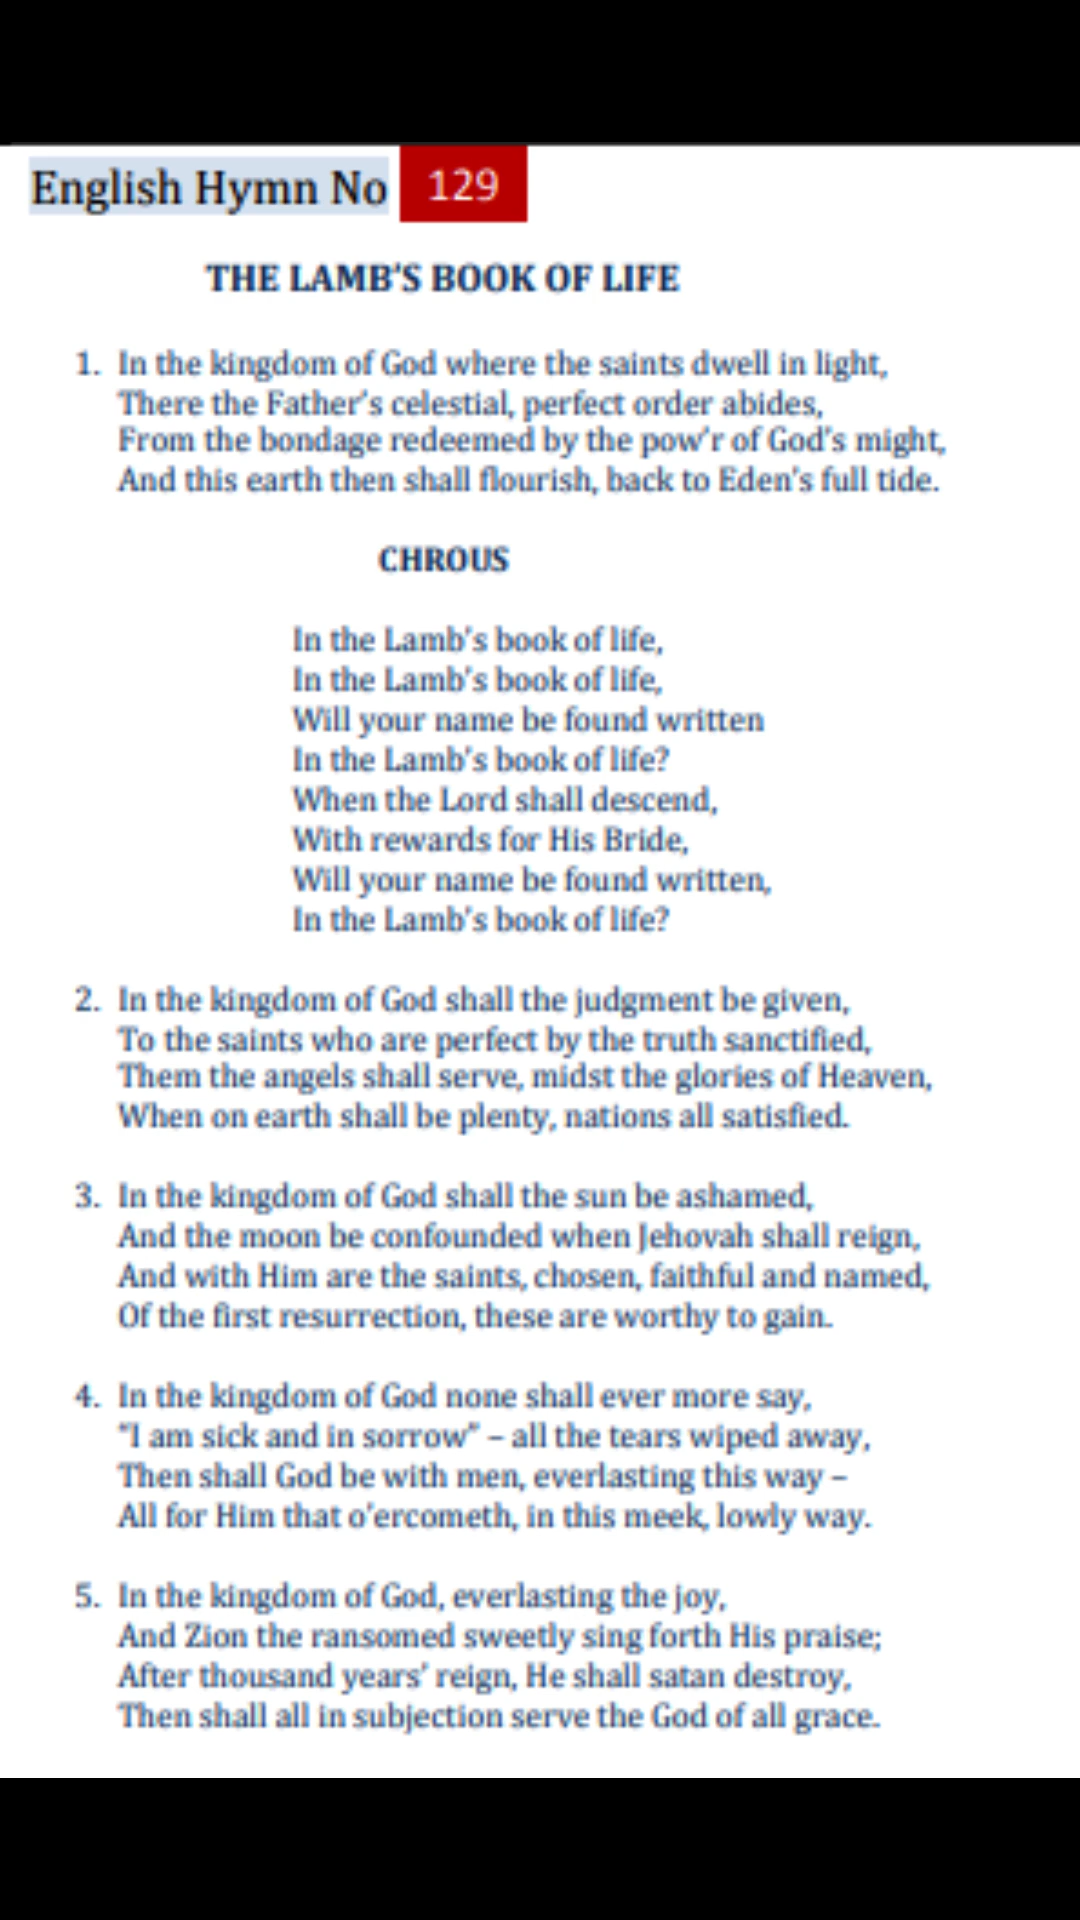 English Hymn No 129
THE LAMB'S BOOK OF LIFE
1. In the kingdom of God where the saints dwell in light,
There the Father's celestial, perfect order abides,
From the bondage redeemed by the pow'r of God's might,
And this earth then shall flourish, back to Eden's full tide.
CHROUS
In the Lamb's book of life,
In the Lamb's book of life,
Will your name be found written
In the Lamb's book of life?
When the Lord shall descend,
With rewards for His Bride,
Will your name be found written,
In the Lamb's book of life?
2. In the kingdom of God shall the judgment be given,
To the saints who are perfect by the truth sanctified,
Them the angels shall serve, midst the glories of Heaven,
When on earth shall be plenty, nations all satisfied.
3. In the kingdom of God shall the sun be ashamed,
And the moon be confounded when Jehovah shall reign,
And with Him are the saints, chosen, faithful and named,
Of the first resurrection, these are worthy to gain.
4. In the kingdom of God none shall ever more say,
"I am sick and in sorrow" – all the tears wiped away,
Then shall God be with men, everlasting this way –
All for Him that o'ercometh, in this meek, lowly way.
5. In the kingdom of God, everlasting the joy,
And Zion the ransomed sweetly sing forth His praise;
After thousand years' reign, He shall satan destroy,
Then shall all in subjection serve the God of all grace.